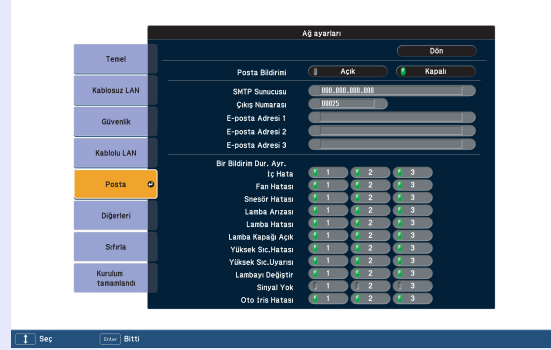 Ağ ayarları
Dön
Temel
Kablosuz LAN
Güvenlik
Kablolu LAN
Posta
Diğerleri
Sıfırla
Kurulum
tamamlandı
Posta Bildirimi Açık Kapalı
SMTP Sunucusu 000.000.000.000
Çıkış Numarası 00025
E-posta Adresi 1
E-posta Adresi 2
E-posta Adresi 3
Bir Bildirim Dur. Ayr.
İç Hata 1 2 3
Fan Hatası 1 2 3
Snesör Hatası 1 2 3
Lamba Arızası 1 2 3
Lamba Hatası 1 2 3
Lamba Kapağı Açık 1 2 3
Yüksek Sıc.Hatası 1 2 3
Yüksek Sıc.Uyarısı 1 2 3
Lambayı Değiştir 1 2 3
Sinyal Yok 1 2 3
Oto İris Hatası 1 2 3
Seç Enter Bitti